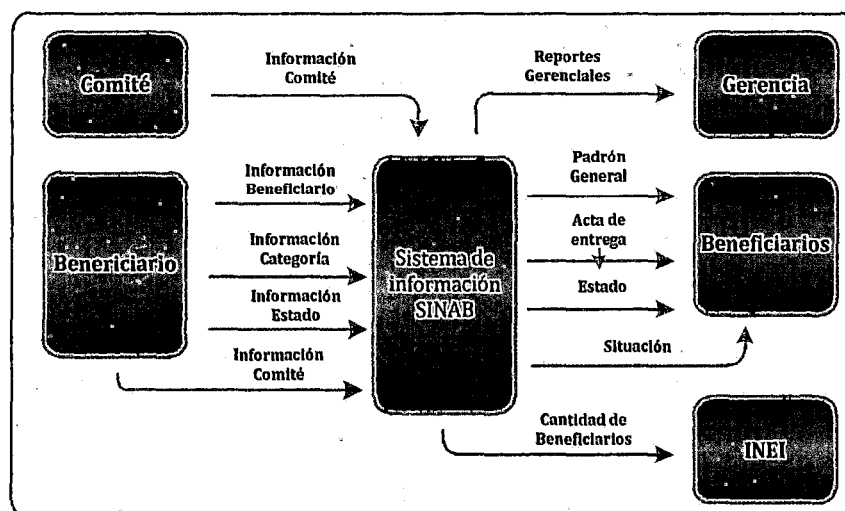 Comité
Información
Comité
Reportes
Gerenciales
Gerencia
Benericiario
Información
Beneficiario
Información
Categoría
Información
Estado
Información
Comité
Sistema de
información
SINAB
Padrón
General
Acta de
entrega
Estado
Situación
Beneficiarios
Cantidad de
Beneficiarios
INEI